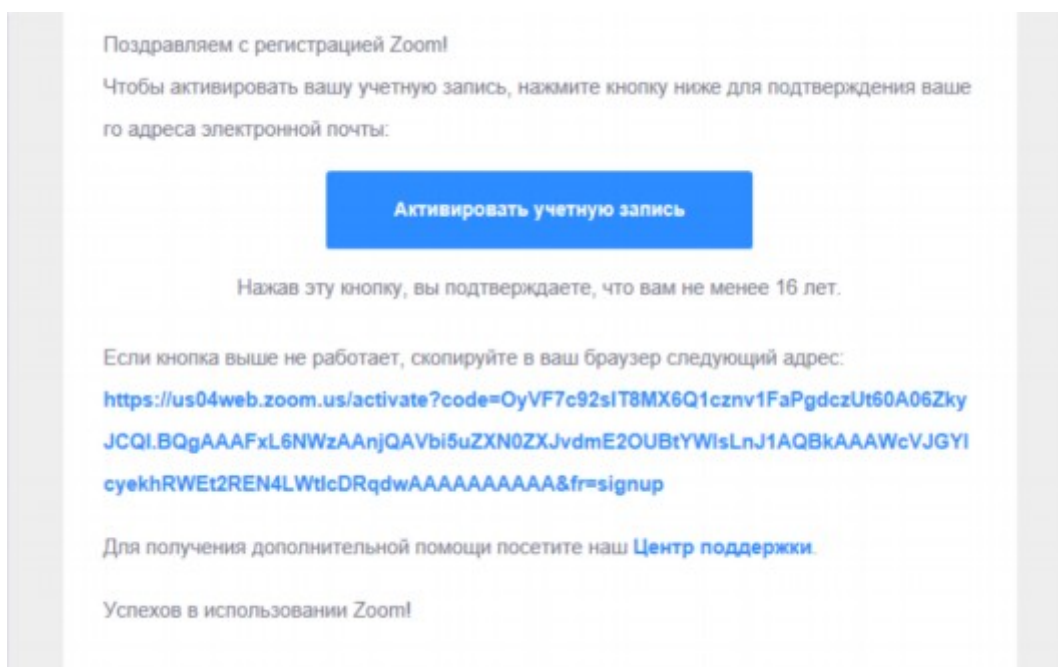 Поздравляем с регистрацией Zoom!
Чтобы активировать вашу учетную запись, нажмите кнопку ниже для подтверждения ваше
го адреса электронной почты:
Активировать учетную запись
Нажав эту кнопку, вы подтверждаете, что вам не менее 16 лет.
Если кнопка выше не работает, скопируйте в ваш браузер следующий адрес:
https://us04web.zoom.us/activate?code=OyVF7c92sIT8MX6Q1cznv1FaPgdczUt60A06Zky
JCQI.BQgAAAFxL6NWzAAnjQAVbi5uZXN0ZXJvdmE2OUBtYWlsLnJ1AQBkAAAWcVJGYl
cyekhRWEt2REN4LWtlcDRqdwAAAAAAAAAA&fr=signup
Для получения дополнительной помощи посетите наш Центр поддержки.
Успехов в использовании Zoom!